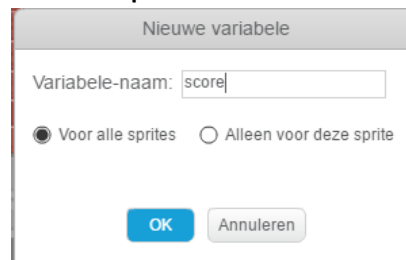 Nieuwe variabele
Variabele-naam: score
Voor alle sprites Alleen voor deze sprite
OK Annuleren